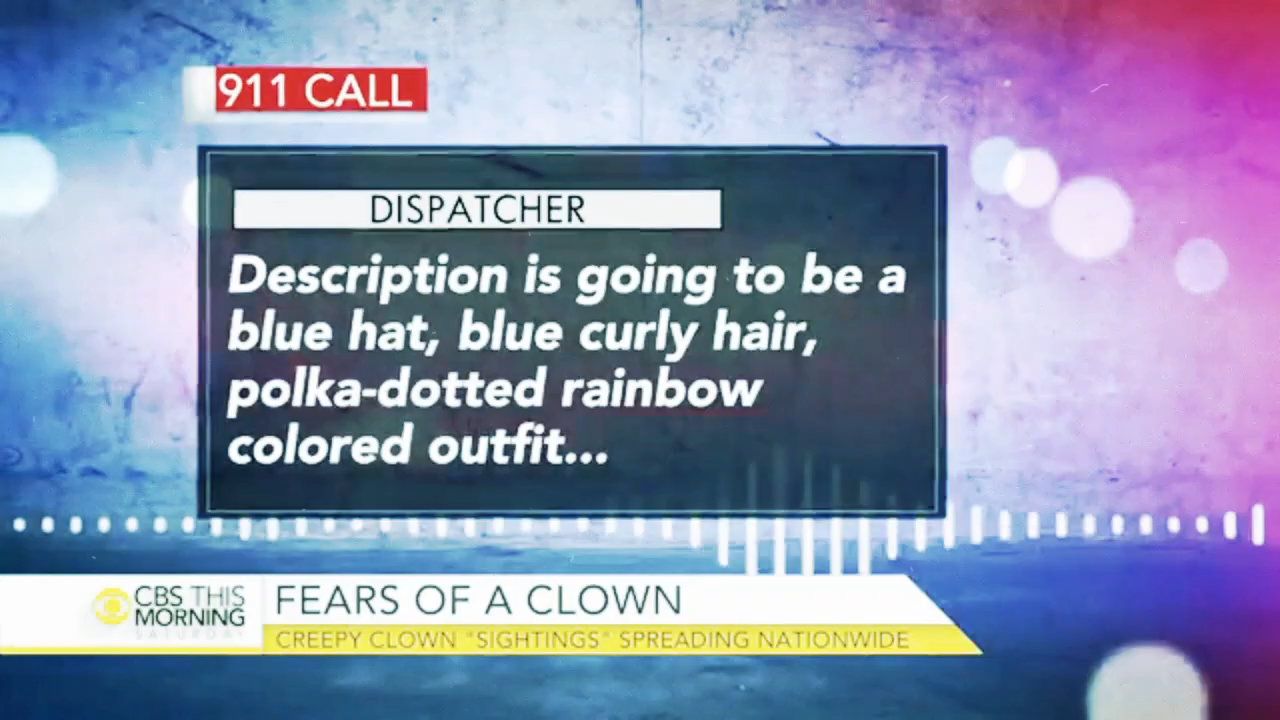 911 CALL
DISPATCHER
Description is going to be a
blue hat, blue curly hair,
polka-dotted rainbow
colored outfit...
CBS THIS
MORNING
SATURDAY
FEARS OF A CLOWN
CREEPY CLOWN "SIGHTINGS" SPREADING NATIONWIDE